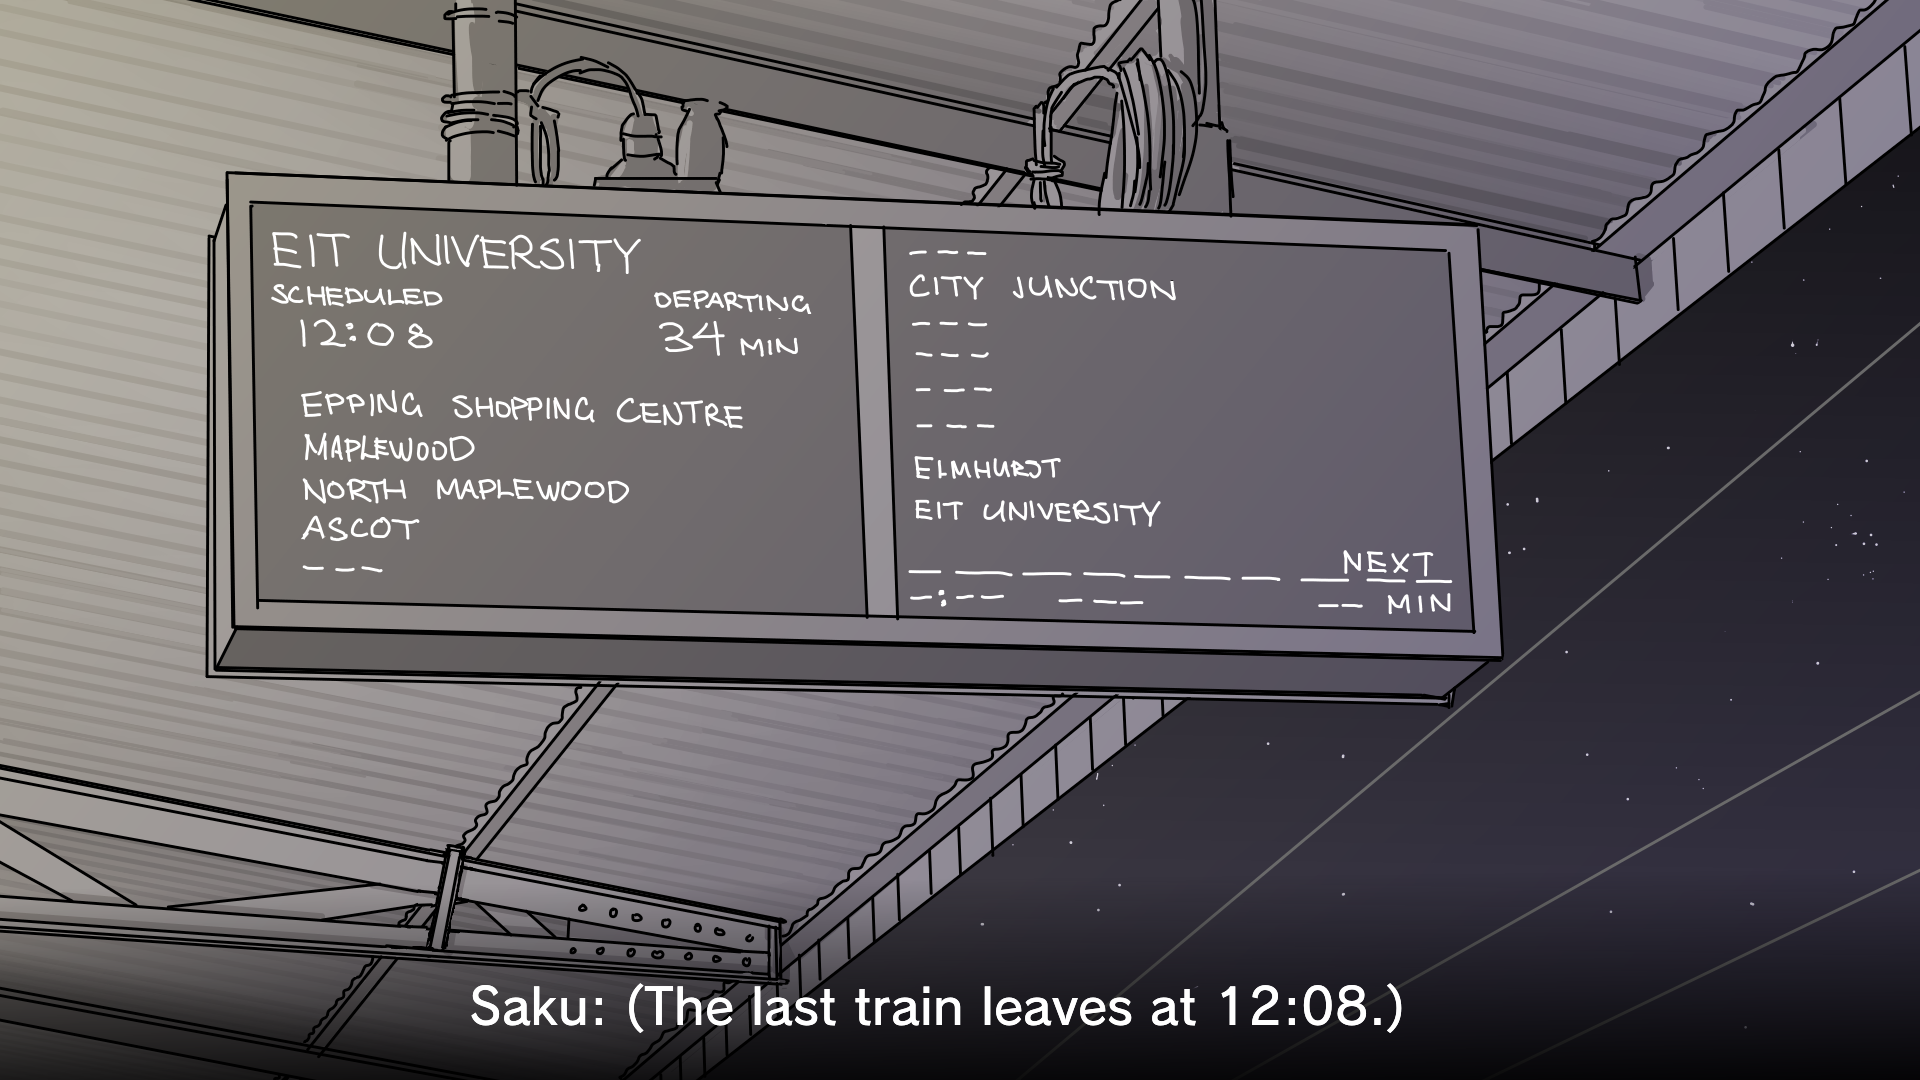 EIT UNIVERSITY
SCHEDULED DEPARTING
12:08 34 MIN
EPPING SHOPPING CENTRE
MAPLEWOOD
NORTH MAPLEWOOD
ASCOT
---
---
CITY JUNCTION
---
---
---
---
ELMHURST
EIT UNIVERSITY
NEXT
-:-- --- -- MIN
Saku: (The last train leaves at 12:08.)